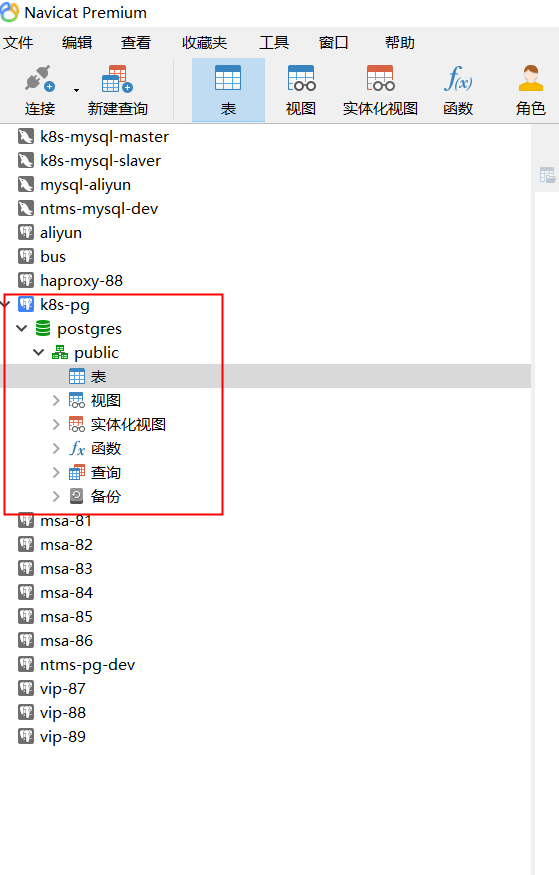 Navicat Premium
文件 编辑 查看 收藏夹 工具 窗口 帮助
连接 新建查询 表 视图 实体化视图 函数 角色
k8s-mysql-master
k8s-mysql-slaver
mysql-aliyun
ntms-mysql-dev
aliyun
bus
haproxy-88
k8s-pg
postgres
public
表
视图
实体化视图
函数
查询
备份
msa-81
msa-82
msa-83
msa-84
msa-85
msa-86
ntms-pg-dev
vip-87
vip-88
vip-89